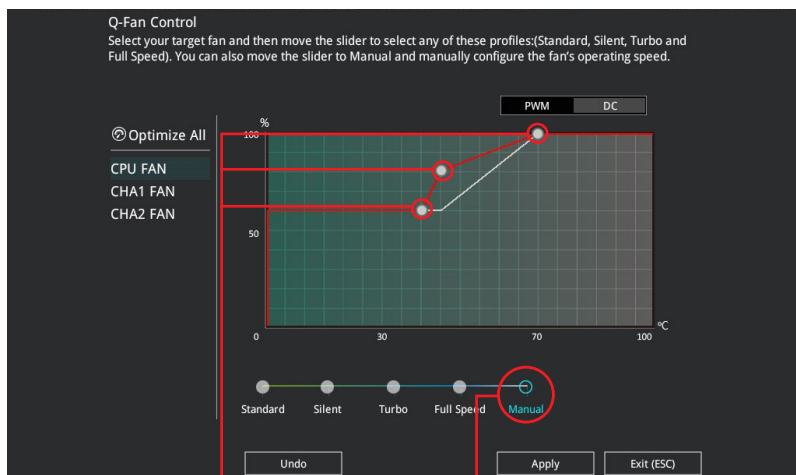 Q-Fan Control
Select your target fan and then move the slider to select any of these profiles:(Standard, Silent, Turbo and
Full Speed). You can also move the slider to Manual and manually configure the fan's operating speed.
PWM DC
%
Optimize All
100
CPU FAN
CHA1 FAN
CHA2 FAN
50
°C
0 30 70 100
Standard Silent Turbo Full Speed Manual
Undo Apply Exit (ESC)